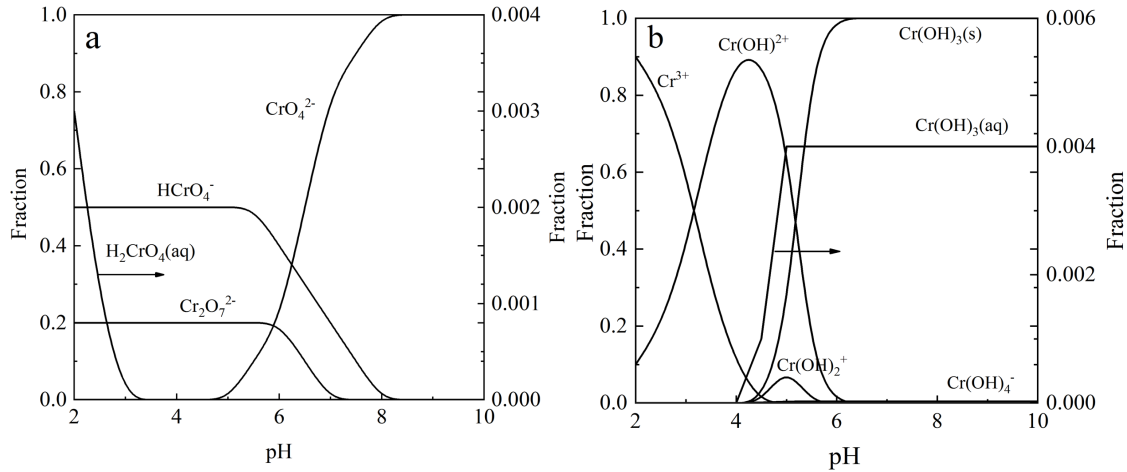 a
1.0
0.8
0.6
0.4
0.2
0.0
Fraction
0.004
0.003
0.002
0.001
0.000
Fraction
2
4
6
8
10
pH
CrO₄²⁻
HCrO₄⁻
H₂CrO₄(aq)
Cr₂O₇²⁻
b
1.0
0.8
0.6
0.4
0.2
0.0
Fraction
0.006
0.004
0.002
0.000
Fraction
2
4
6
8
10
pH
Cr(OH)²⁺
Cr(OH)₃(s)
Cr³⁺
Cr(OH)₃(aq)
Cr(OH)₂⁺
Cr(OH)₄⁻